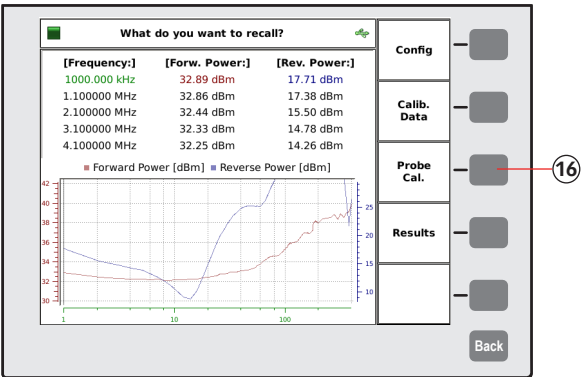 What do you want to recall?
[Frequency:] [Forw. Power:] [Rev. Power:]
1000.000 kHz 32.89 dBm 17.71 dBm
1.100000 MHz 32.86 dBm 17.38 dBm
2.100000 MHz 32.44 dBm 15.50 dBm
3.100000 MHz 32.33 dBm 14.78 dBm
4.100000 MHz 32.25 dBm 14.26 dBm
Forward Power [dBm] Reverse Power [dBm]
42
40
38
36
34
32
30
25
20
15
10
1 10 100
Config
Calib.
Data
Probe
Cal.
Results
Back
16